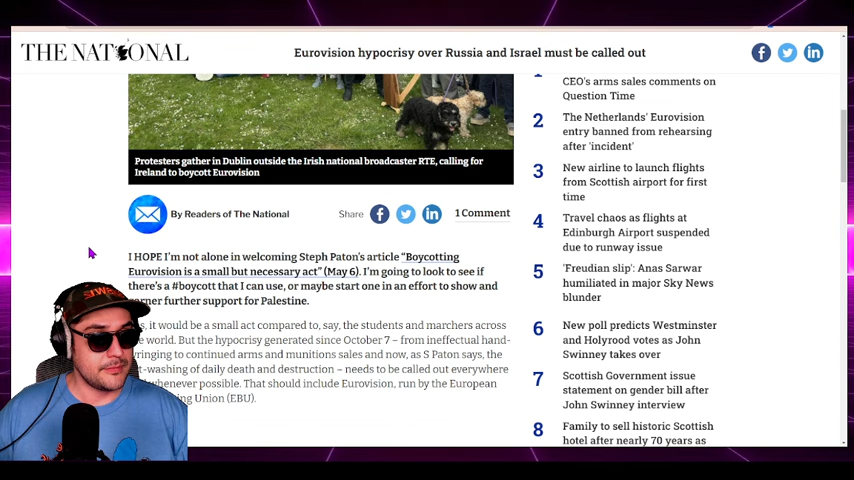 THE NATIONAL
Eurovision hypocrisy over Russia and Israel must be called out
Protesters gather in Dublin outside the Irish national broadcaster RTE, calling for
Ireland to boycott Eurovision
By Readers of The National
Share
1 Comment
I HOPE I'm not alone in welcoming Steph Paton's article “Boycotting
Eurovision is a small but necessary act” (May 6). I'm going to look to see if
there's a #boycott that I can use, or maybe start one in an effort to show and
further support for Palestine.
it would be a small act compared to, say, the students and marchers across
world. But the hypocrisy generated since October 7 – from ineffectual hand-
wringing to continued arms and munitions sales and now, as S Paton says, the
of daily death and destruction – needs to be called out everywhere
whenever possible. That should include Eurovision, run by the European
Union (EBU).
CEO's arms sales comments on
Question Time
2 The Netherlands' Eurovision
entry banned from rehearsing
after 'incident'
3 New airline to launch flights
from Scottish airport for first
time
4 Travel chaos as flights at
Edinburgh Airport suspended
due to runway issue
5 'Freudian slip': Anas Sarwar
humiliated in major Sky News
blunder
6 New poll predicts Westminster
and Holyrood votes as John
Swinney takes over
7 Scottish Government issue
statement on gender bill after
John Swinney interview
8 Family to sell historic Scottish
hotel after nearly 70 years as